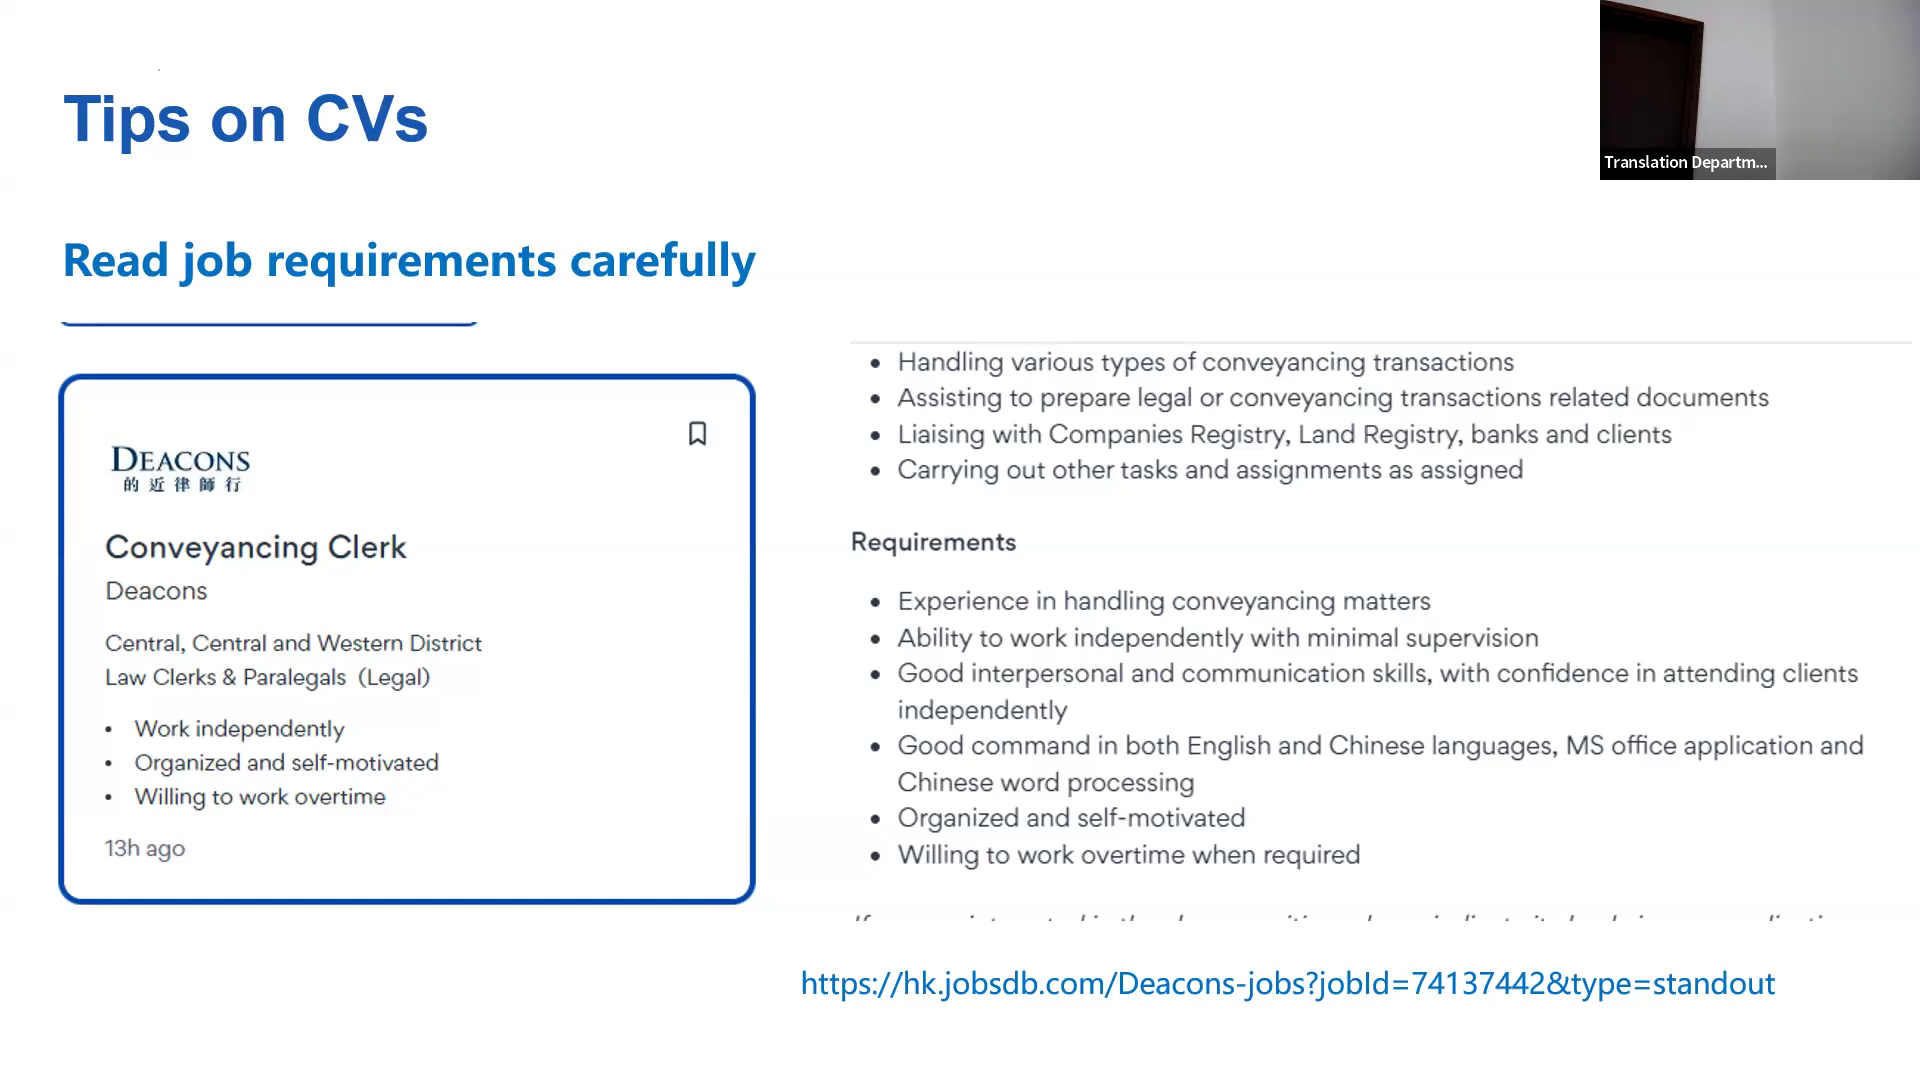 Tips on CVs
Translation Departm...
Read job requirements carefully
DEACONS
的近律師行
Conveyancing Clerk
Deacons
Central, Central and Western District
Law Clerks & Paralegals (Legal)
• Work independently
• Organized and self-motivated
• Willing to work overtime
13h ago
• Handling various types of conveyancing transactions
• Assisting to prepare legal or conveyancing transactions related documents
• Liaising with Companies Registry, Land Registry, banks and clients
• Carrying out other tasks and assignments as assigned
Requirements
• Experience in handling conveyancing matters
• Ability to work independently with minimal supervision
• Good interpersonal and communication skills, with confidence in attending clients
independently
• Good command in both English and Chinese languages, MS office application and
Chinese word processing
• Organized and self-motivated
• Willing to work overtime when required
https://hk.jobsdb.com/Deacons-jobs?jobId=74137442&type=standout